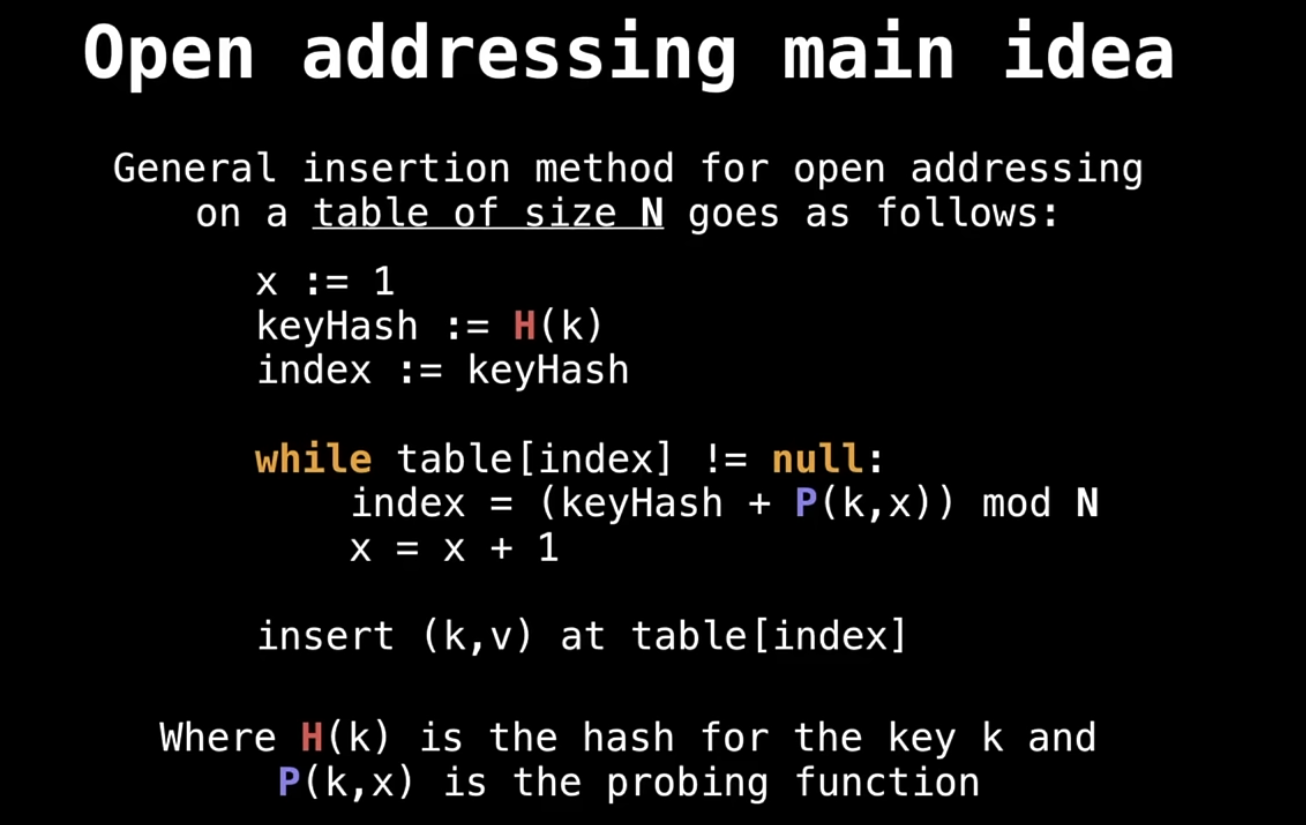 Open addressing main idea
General insertion method for open addressing
on a table of size N goes as follows:
x := 1
keyHash := H(k)
index := keyHash
while table[index] != null:
index = (keyHash + P(k,x)) mod N
x = x + 1
insert (k,v) at table[index]
Where H(k) is the hash for the key k and
P(k,x) is the probing function